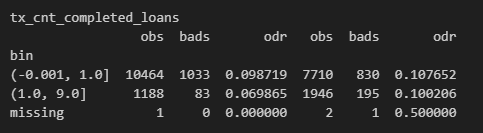 tx_cnt_completed_loans
obs bads odr obs bads odr
bin
(-0.001, 1.0] 10464 1033 0.098719 7710 830 0.107652
(1.0, 9.0] 1188 83 0.069865 1946 195 0.100206
missing 1 0 0.000000 2 1 0.500000